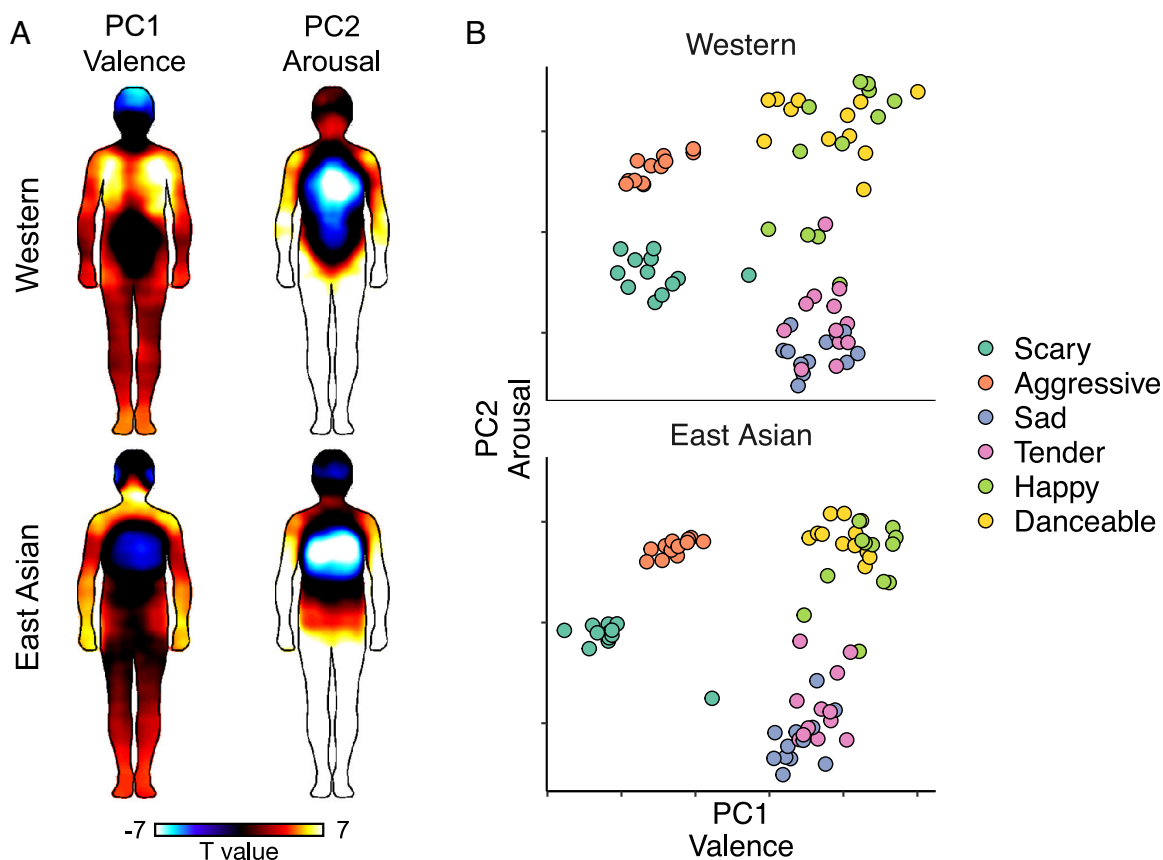 A
PC1
Valence
PC2
Arousal
Western
East Asian
-7
7
T value
B
Western
East Asian
PC2
Arousal
PC1
Valence
Scary
Aggressive
Sad
Tender
Happy
Danceable